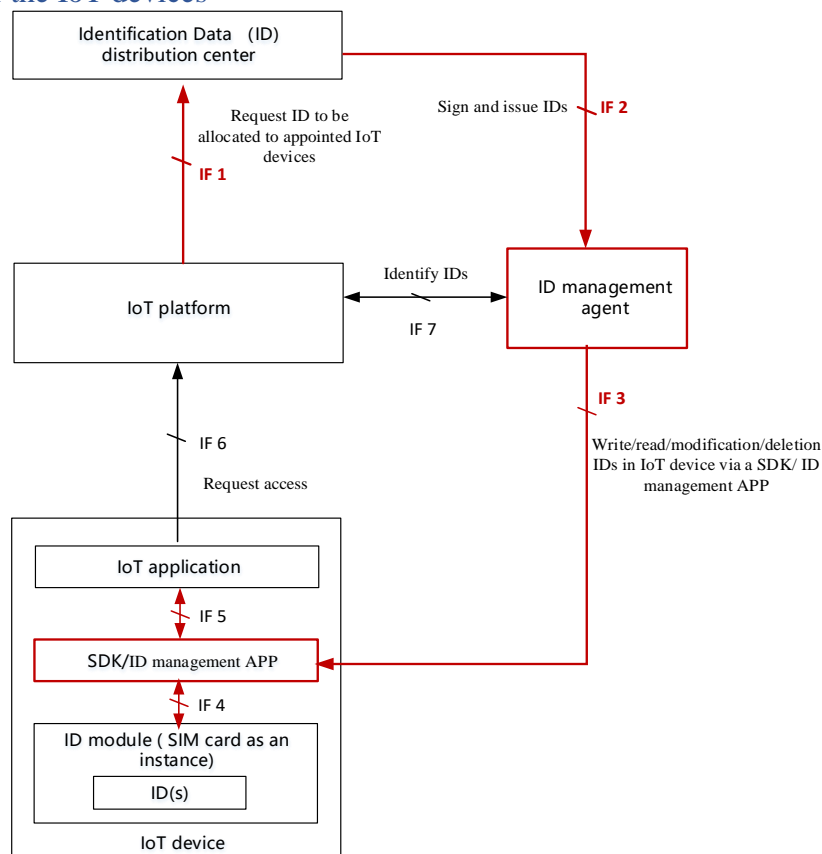 the IoT devices
Identification Data （ID)
distribution center
Request ID to be
allocated to appointed IoT
devices
IF 1
Sign and issue IDs
IF 2
IoT platform
Identify IDs
IF 7
ID management
agent
IF 3
Write/read/modification/deletion
IDs in IoT device via a SDK/ ID
management APP
IF 6
Request access
IoT application
IF 5
SDK/ID management APP
IF 4
ID module ( SIM card as an
instance)
ID(s)
IoT device